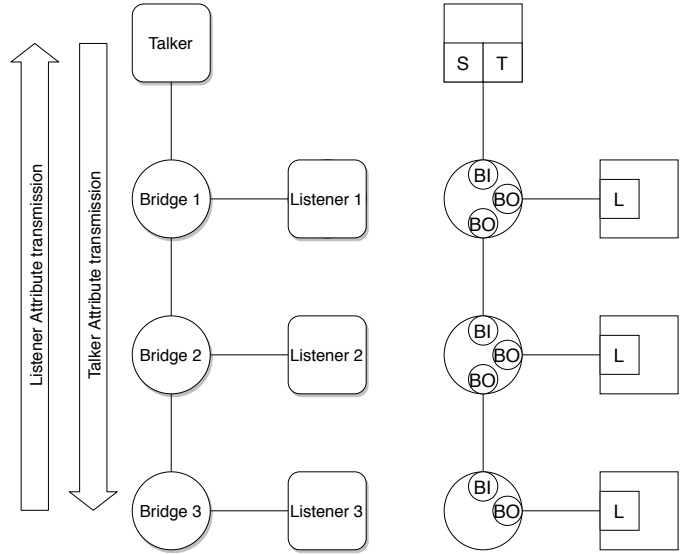 Listener Attribute transmission
Talker Attribute transmission
Talker
Bridge 1
Listener 1
Bridge 2
Listener 2
Bridge 3
Listener 3
S T
BI
BO
BO
L
BI
BO
BO
L
BI
BO
L